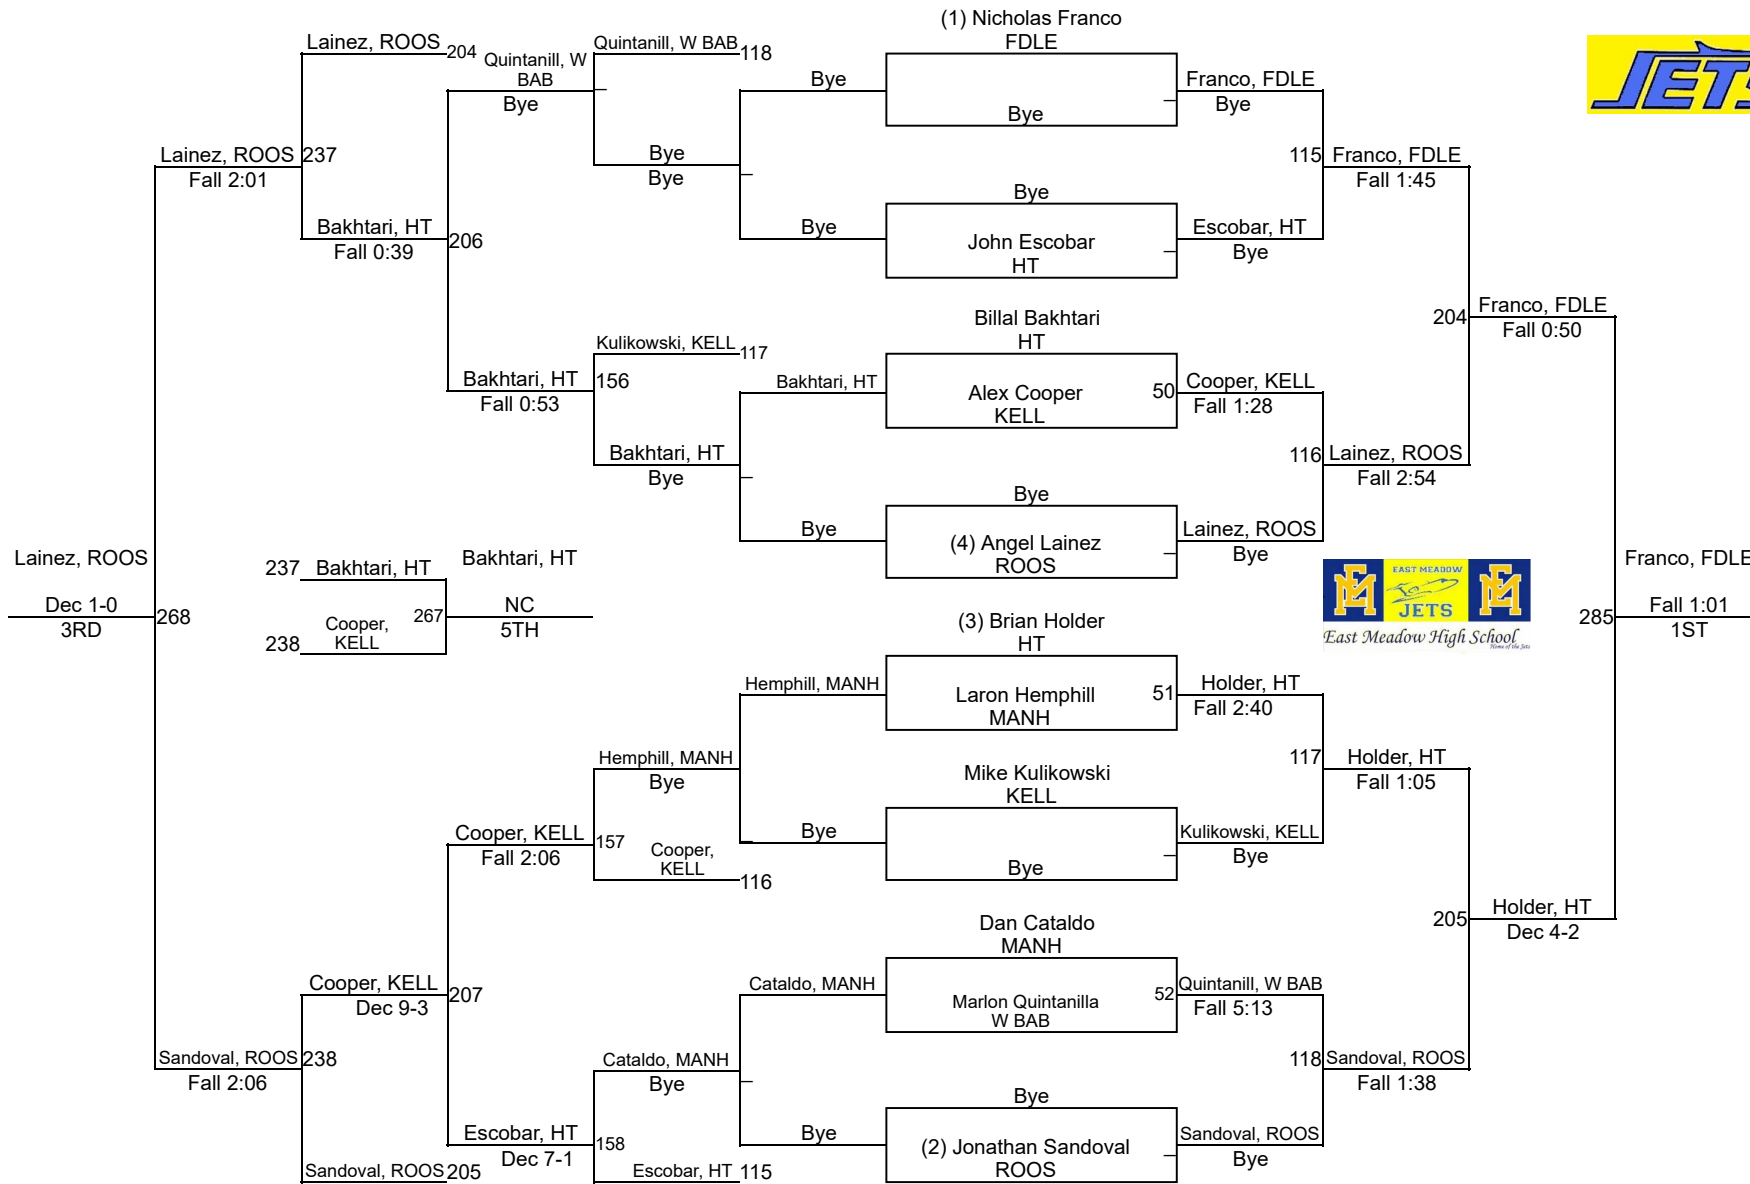 (1) Nicholas Franco
FDLE
Bye
Bye
John Escobar
HT
Billal Bakhtari
HT
Alex Cooper
KELL
50
Bye
(4) Angel Lainez
ROOS
(3) Brian Holder
HT
Laron Hemphill
MANH
51
Mike Kulikowski
KELL
Bye
Dan Cataldo
MANH
Marlon Quintanilla
W BAB
52
Bye
(2) Jonathan Sandoval
ROOS
Franco, FDLE
Bye
115
Escobar, HT
Bye
Cooper, KELL
Fall 1:28
116
Lainez, ROOS
Bye
Holder, HT
Fall 2:40
117
Kulikowski, KELL
Bye
Quintanill, W BAB
Fall 5:13
118
Sandoval, ROOS
Bye
Franco, FDLE
Fall 1:45
204
Lainez, ROOS
Fall 2:54
Holder, HT
Fall 1:05
205
Sandoval, ROOS
Fall 1:38
Franco, FDLE
Fall 0:50
285
Holder, HT
Dec 4-2
Franco, FDLE
Fall 1:01
1ST
JETS
EAST MEADOW
JETS
EM
EM
East Meadow High School
Home of the Jets
Bye
Bye
Bakhtari, HT
Bye
Hemphill, MANH
Bye
Cataldo, MANH
Bye
Quintanill, W BAB
118
Bye
Bye
Kulikowski, KELL
117
Bakhtari, HT
Bye
Hemphill, MANH
Bye
Cooper,
KELL
116
Cataldo, MANH
Bye
Escobar, HT
115
Quintanill, W
BAB
Bye
Bakhtari, HT
156
Fall 0:53
Cooper, KELL
157
Fall 2:06
Escobar, HT
158
Dec 7-1
Lainez, ROOS
204
Bakhtari, HT
206
Fall 0:39
Cooper, KELL
207
Dec 9-3
Sandoval, ROOS
205
Lainez, ROOS
237
Fall 2:01
Sandoval, ROOS
238
Fall 2:06
Lainez, ROOS
Dec 1-0
268
3RD
237
Bakhtari, HT
238
Cooper,
KELL
267
Bakhtari, HT
NC
5TH